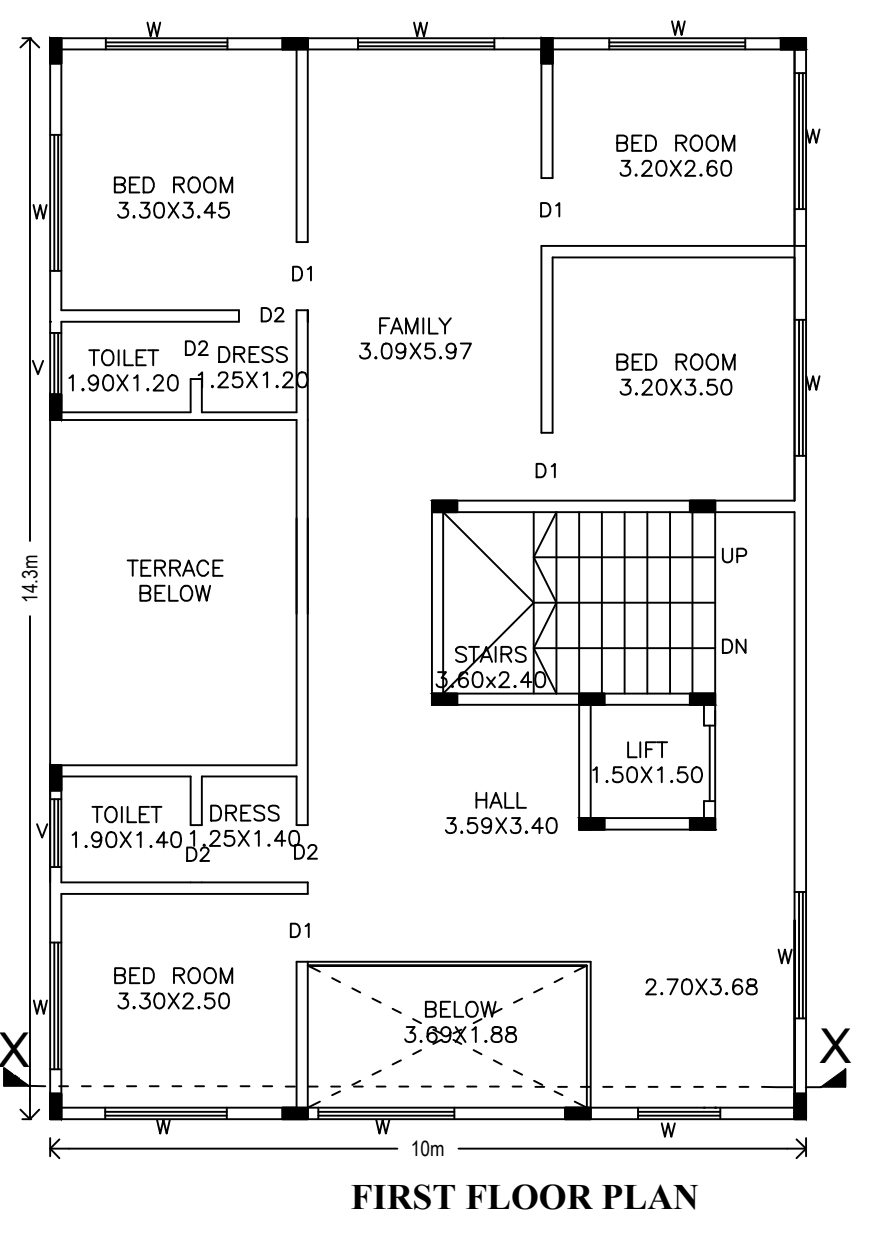 W
W
W
BED ROOM
3.20X2.60
W
BED ROOM
3.30X3.45
W
D1
D1
D2
FAMILY
3.09X5.97
D2
TOILET
1.90X1.20
DRESS
1.25X1.20
V
BED ROOM
3.20X3.50
W
D1
14.3m
TERRACE
BELOW
UP
DN
STAIRS
3.60x2.40
LIFT
1.50X1.50
HALL
3.59X3.40
TOILET
1.90X1.40
DRESS
1.25X1.40
V
D2
D2
D1
W
BED ROOM
3.30X2.50
W
BELOW
3.69X1.88
2.70X3.68
X
X
W
W
W
10m
FIRST FLOOR PLAN